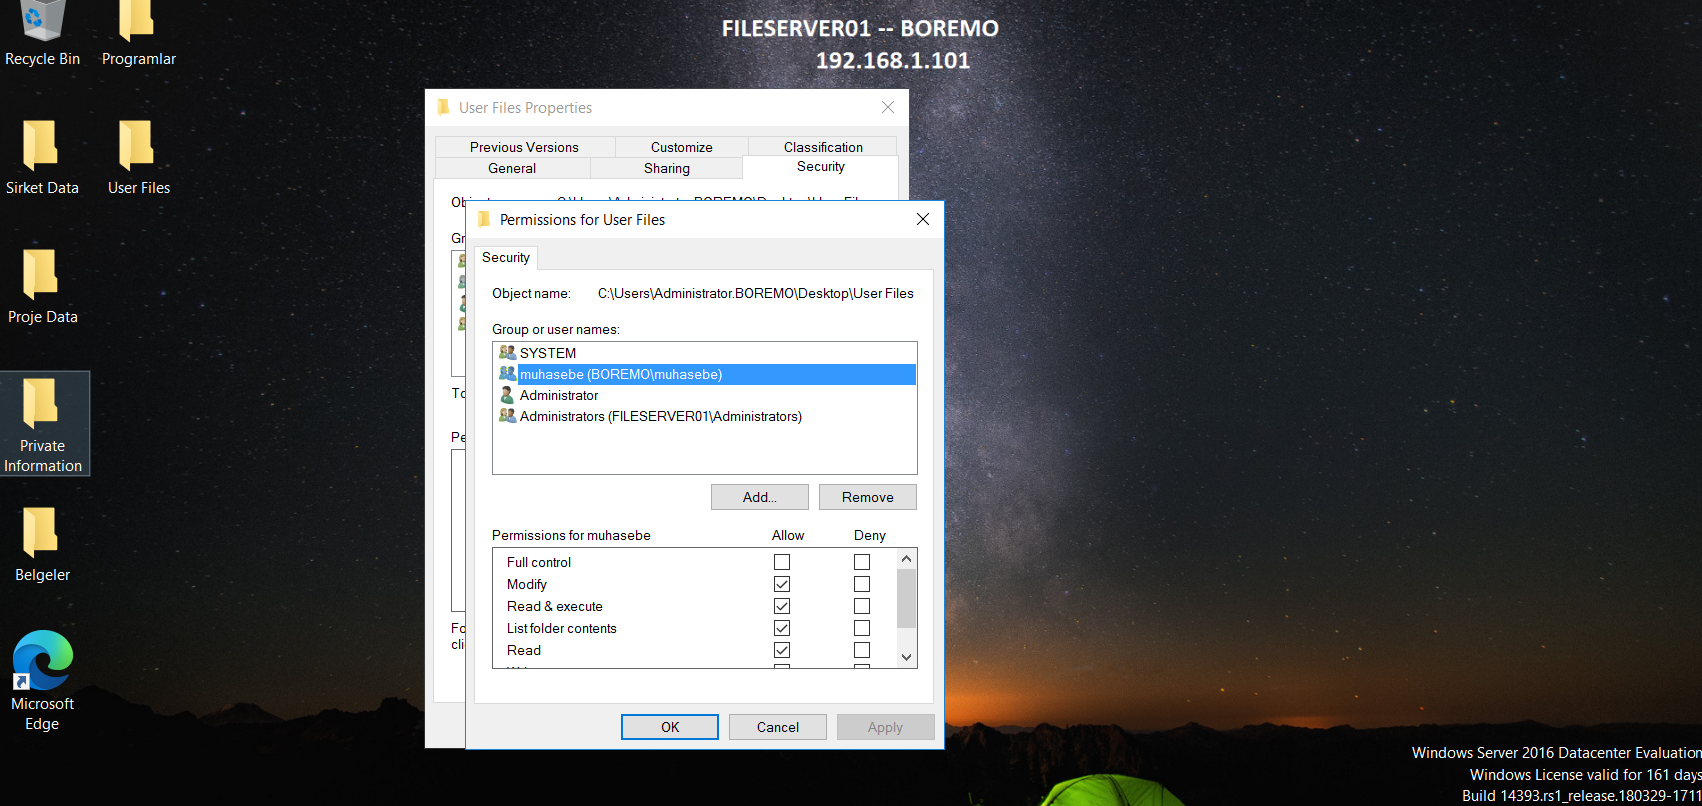 FILESERVER01 -- BOREMO
192.168.1.101
Recycle Bin
Programlar
Sirket Data
User Files
Proje Data
Private
Information
Belgeler
Microsoft
Edge
User Files Properties
Previous Versions
Customize
Classification
General
Sharing
Security
Permissions for User Files
Security
Object name: C:\Users\Administrator.BOREMO\Desktop\User Files
Group or user names:
SYSTEM
muhasebe (BOREMO\muhasebe)
Administrator
Administrators (FILESERVER01\Administrators)
Add...
Remove
Permissions for muhasebe Allow Deny
Full control
Modify
Read & execute
List folder contents
Read
OK
Cancel
Apply
Windows Server 2016 Datacenter Evaluation
Windows License valid for 161 days
Build 14393.rs1_release.180329-1711